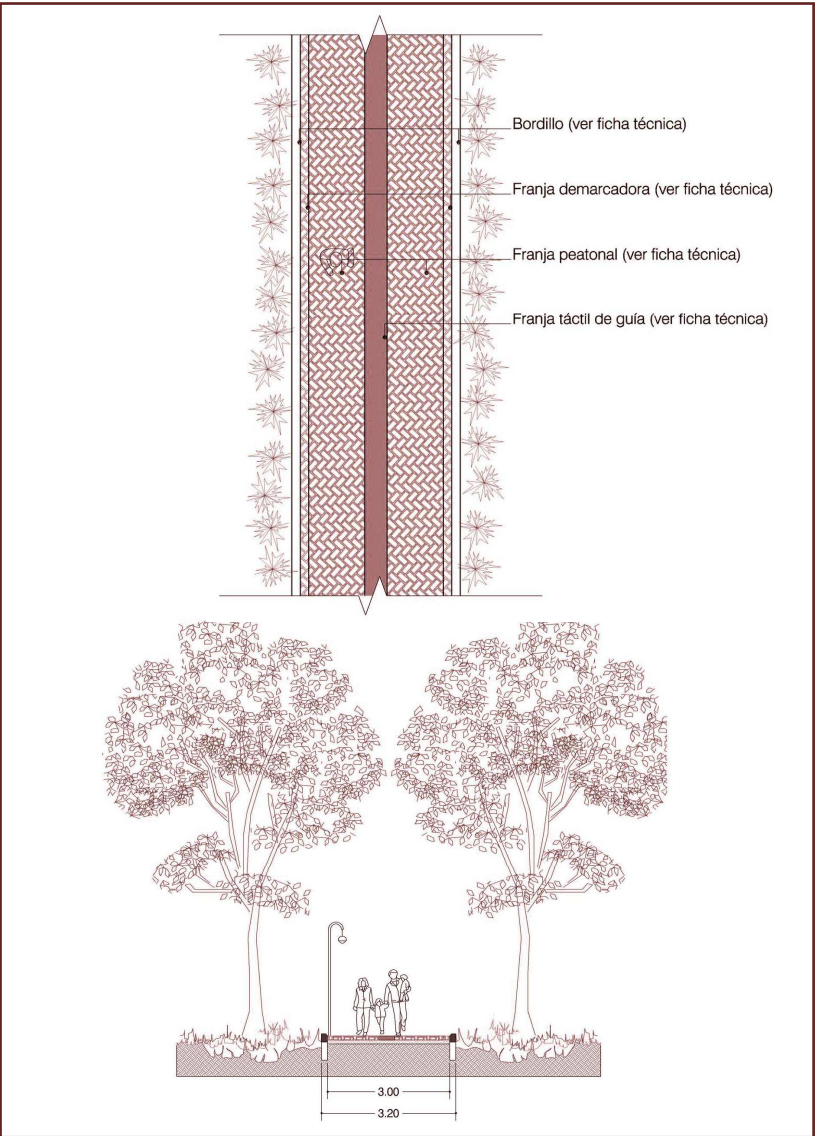 Bordillo (ver ficha técnica)
Franja demarcadora (ver ficha técnica)
Franja peatonal (ver ficha técnica)
Franja táctil de guía (ver ficha técnica)
3.00
3.20